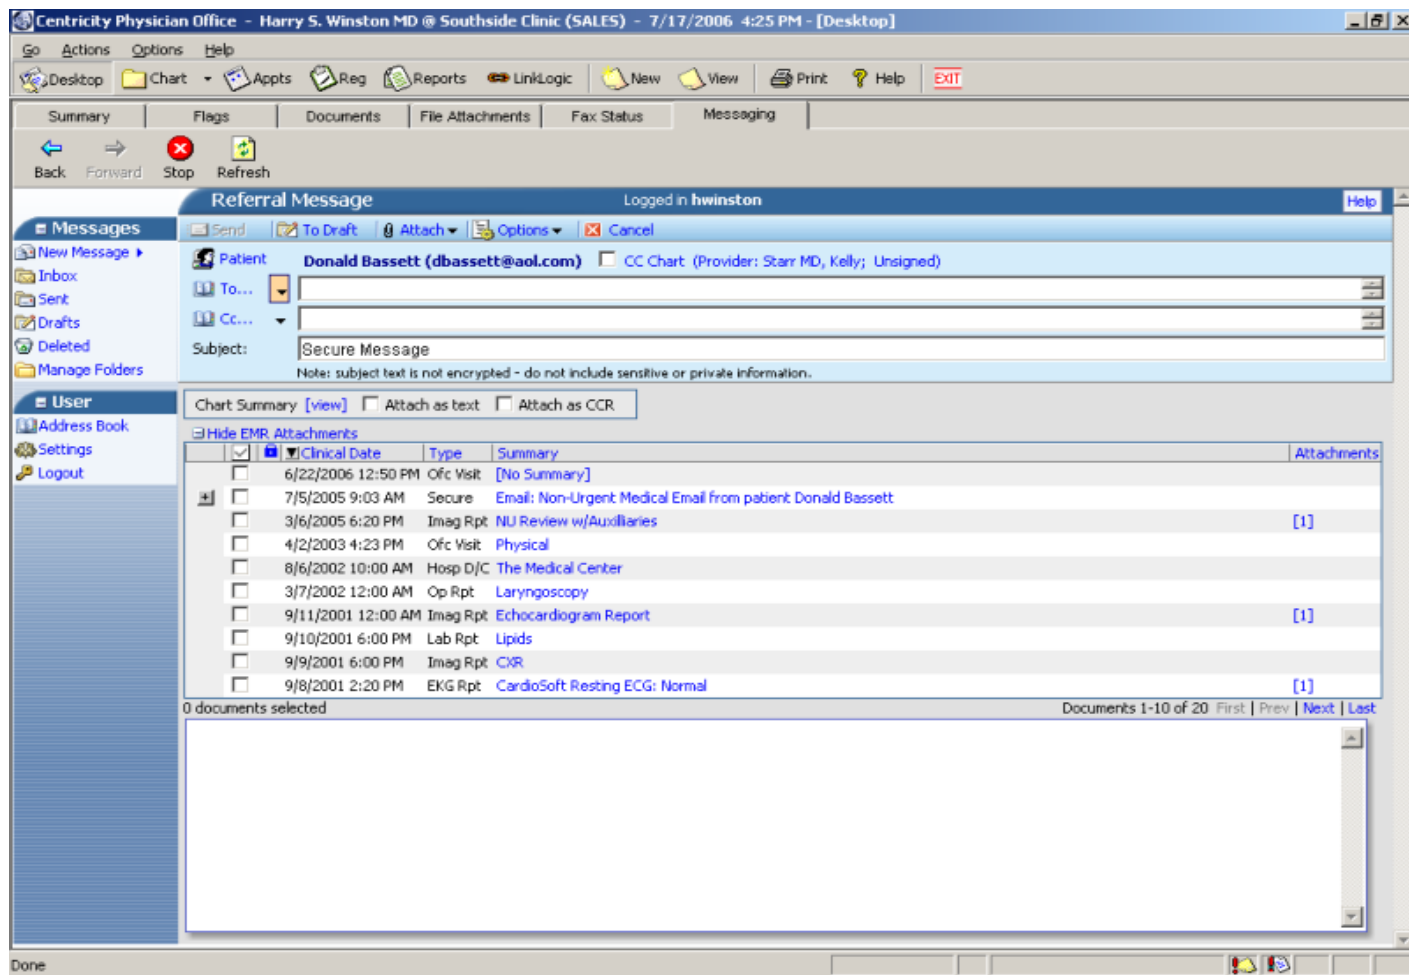 Centricity Physician Office - Harry S. Winston MD @ Southside Clinic (SALES) - 7/17/2006 4:25 PM - [Desktop]
Go Actions Options Help
Desktop Chart Appts Reg Reports LinkLogic New View Print Help EXIT
Summary Flags Documents File Attachments Fax Status Messaging
Back Forward Stop Refresh
Referral Message Logged in hwinston Help
Messages
New Message
Inbox
Sent
Drafts
Deleted
Manage Folders
User
Address Book
Settings
Logout
Send To Draft Attach Options Cancel
Patient Donald Bassett (dbassett@aol.com) CC Chart (Provider: Starr MD, Kelly; Unsigned)
To...
Cc...
Subject: Secure Message
Note: subject text is not encrypted - do not include sensitive or private information.
Chart Summary [view] Attach as text Attach as CCR
Hide EMR Attachments
Clinical Date Type Summary Attachments
6/22/2006 12:50 PM Ofc Visit [No Summary]
7/5/2005 9:03 AM Secure Email: Non-Urgent Medical Email from patient Donald Bassett
3/6/2005 6:20 PM Imag Rpt NU Review w/Auxilliaries [1]
4/2/2003 4:23 PM Ofc Visit Physical
8/6/2002 10:00 AM Hosp D/C The Medical Center
3/7/2002 12:00 AM Op Rpt Laryngoscopy
9/11/2001 12:00 AM Imag Rpt Echocardiogram Report [1]
9/10/2001 6:00 PM Lab Rpt Lipids
9/9/2001 6:00 PM Imag Rpt CXR
9/8/2001 2:20 PM EKG Rpt CardioSoft Resting ECG: Normal [1]
0 documents selected Documents 1-10 of 20 First | Prev | Next | Last
Done